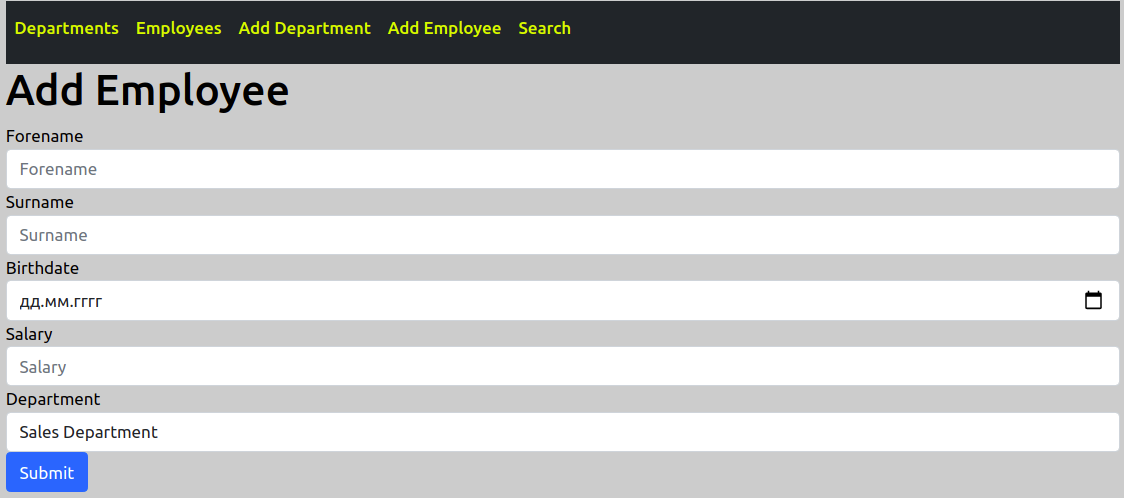 Departments Employees Add Department Add Employee Search
Add Employee
Forename
Forename
Surname
Surname
Birthdate
дд.мм.гггг
Salary
Salary
Department
Sales Department
Submit